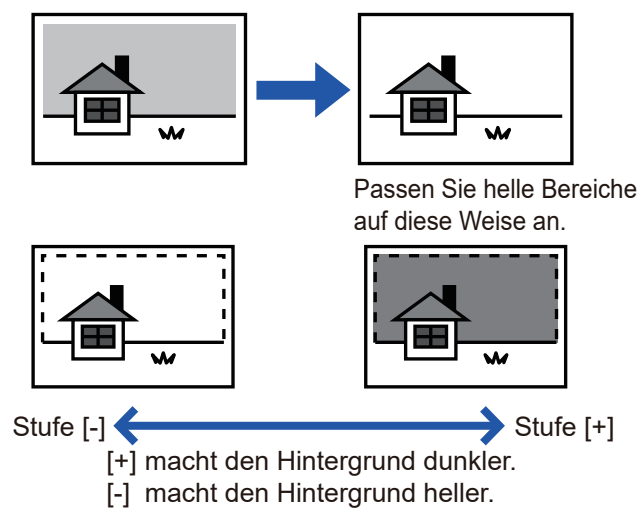 Passen Sie helle Bereiche
auf diese Weise an.
Stufe [-] Stufe [+]
[+] macht den Hintergrund dunkler.
[-] macht den Hintergrund heller.